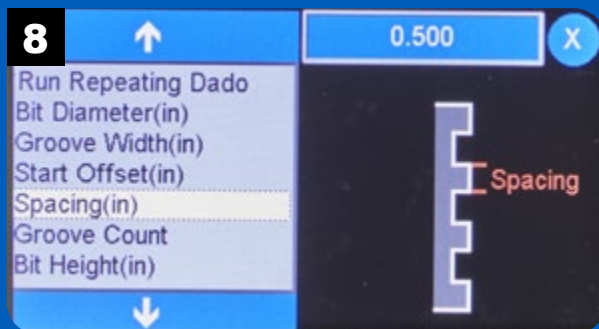 8
0.500
X
Run Repeating Dado
Bit Diameter(in)
Groove Width(in)
Start Offset(in)
Spacing(in)
Spacing
Groove Count
Bit Height(in)